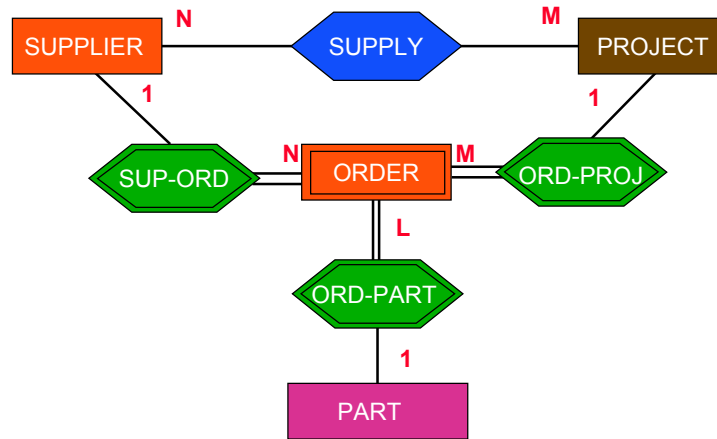 N
M
SUPPLIER
SUPPLY
PROJECT
1
1
N
M
SUP-ORD
ORDER
ORD-PROJ
L
ORD-PART
1
PART